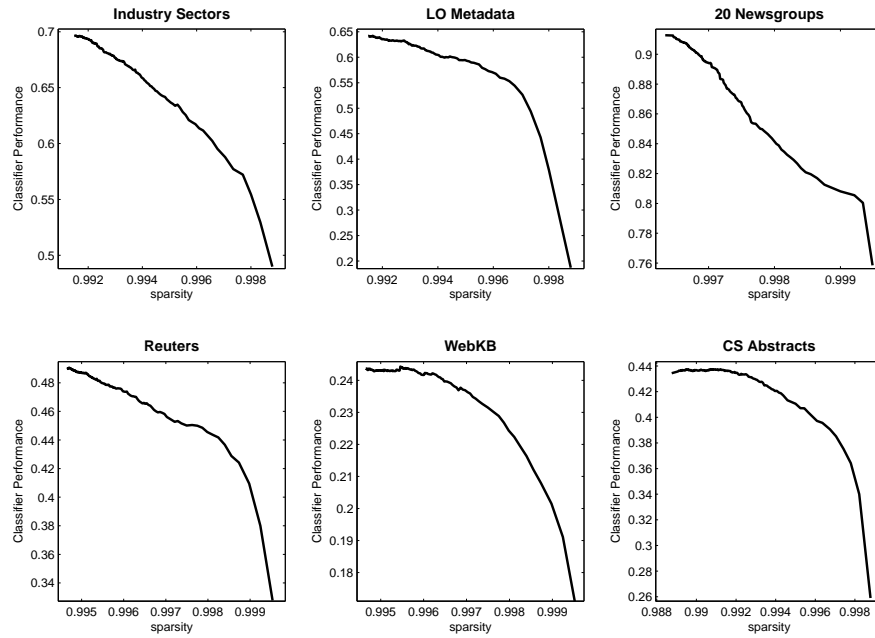 Industry Sectors
Classifier Performance
0.7
0.65
0.6
0.55
0.5
0.992 0.994 0.996 0.998
sparsity
LO Metadata
Classifier Performance
0.65
0.6
0.55
0.5
0.45
0.4
0.35
0.3
0.25
0.2
0.992 0.994 0.996 0.998
sparsity
20 Newsgroups
Classifier Performance
0.9
0.88
0.86
0.84
0.82
0.8
0.78
0.76
0.997 0.998 0.999
sparsity
Reuters
Classifier Performance
0.48
0.46
0.44
0.42
0.4
0.38
0.36
0.34
0.995 0.996 0.997 0.998 0.999
sparsity
WebKB
Classifier Performance
0.24
0.23
0.22
0.21
0.2
0.19
0.18
0.17
0.995 0.996 0.997 0.998 0.999
sparsity
CS Abstracts
Classifier Performance
0.44
0.42
0.4
0.38
0.36
0.34
0.32
0.3
0.28
0.26
0.988 0.99 0.992 0.994 0.996 0.998
sparsity